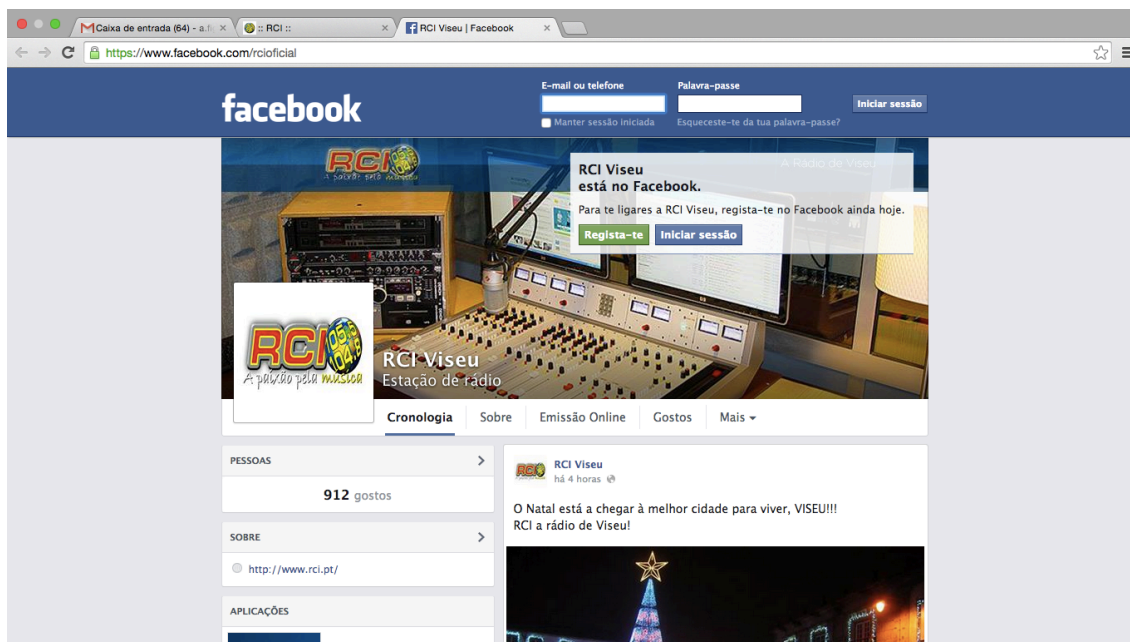 Caixa de entrada (64) - a.f
:: RCI ::
RCI Viseu | Facebook
https://www.facebook.com/rcioficial
facebook
E-mail ou telefone
Palavra-passe
Iniciar sessão
Manter sessão iniciada
Esqueceste-te da tua palavra-passe?
RCI
A paixão pela música
A Rádio de Viseu
RCI Viseu
está no Facebook.
Para te ligares a RCI Viseu, regista-te no Facebook ainda hoje.
Regista-te
Iniciar sessão
RCI
A paixão pela musica
RCI Viseu
Estação de rádio
Cronologia
Sobre
Emissão Online
Gostos
Mais
PESSOAS
912 gostos
SOBRE
http://www.rci.pt/
APLICAÇÕES
RCI Viseu
há 4 horas
O Natal está a chegar à melhor cidade para viver, VISEU!!!
RCI a rádio de Viseu!